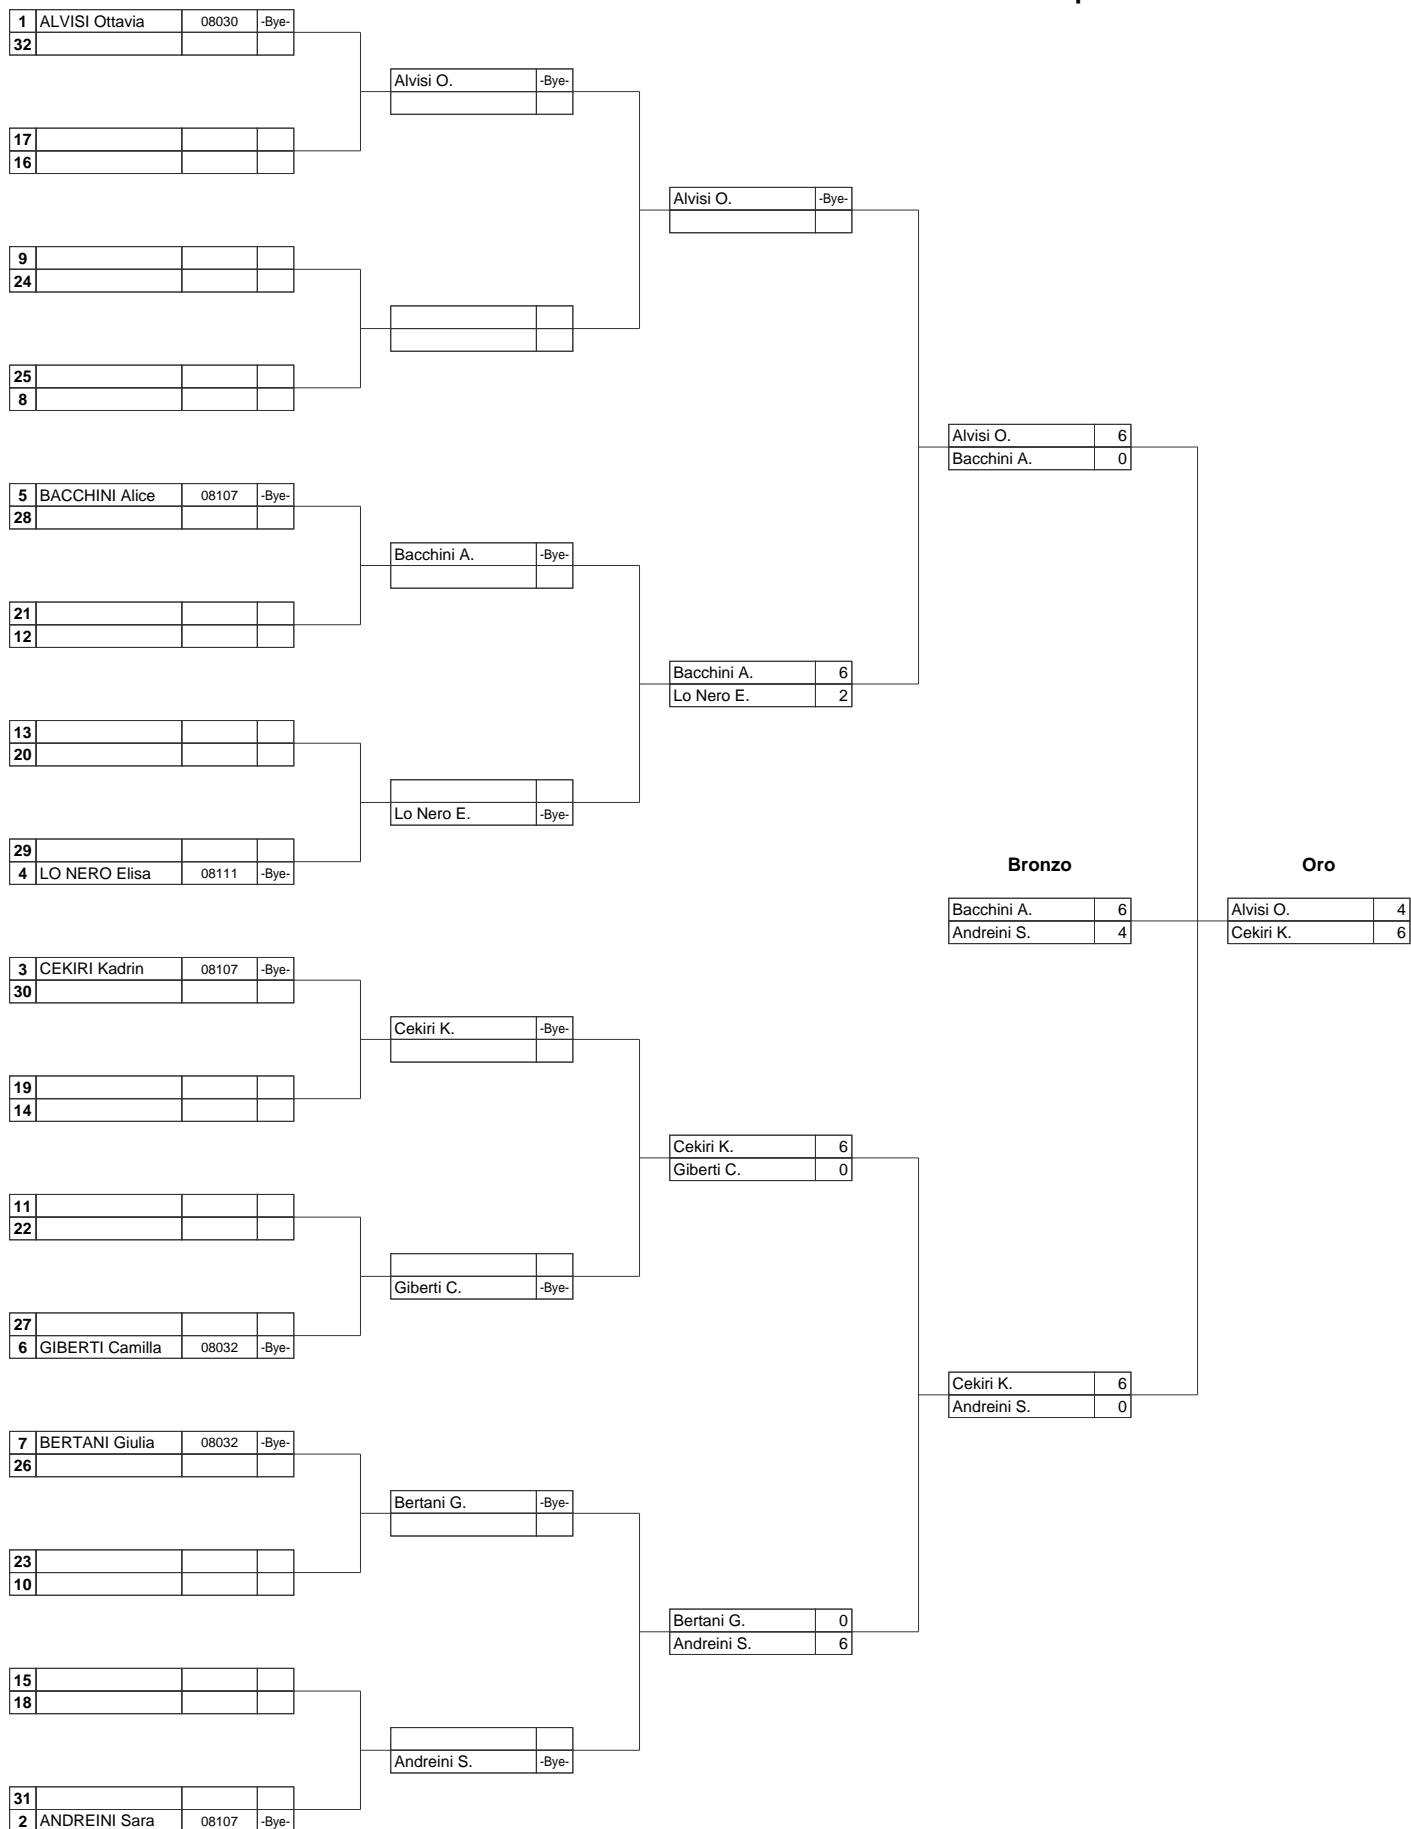 1 ALVISI Ottavia 08030 -Bye-
32
17
16
9
24
25
8
5 BACCHINI Alice 08107 -Bye-
28
21
12
13
20
29
4 LO NERO Elisa 08111 -Bye-
3 CEKIRI Kadrin 08107 -Bye-
30
19
14
11
22
27
6 GIBERTI Camilla 08032 -Bye-
7 BERTANI Giulia 08032 -Bye-
26
23
10
15
18
31
2 ANDREINI Sara 08107 -Bye-
Alvisi O. -Bye-
Bacchini A. -Bye-
Lo Nero E. -Bye-
Cekiri K. -Bye-
Giberti C. -Bye-
Bertani G. -Bye-
Andreini S. -Bye-
Alvisi O. -Bye-
Bacchini A. 6
Lo Nero E. 2
Cekiri K. 6
Giberti C. 0
Bertani G. 0
Andreini S. 6
Alvisi O. 6
Bacchini A. 0
Cekiri K. 6
Andreini S. 0
Bronzo
Bacchini A. 6
Andreini S. 4
Oro
Alvisi O. 4
Cekiri K. 6